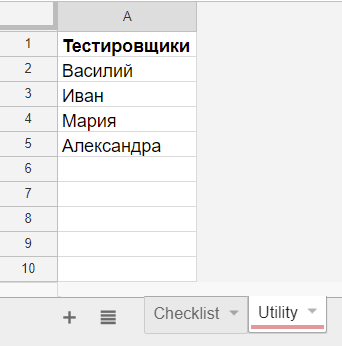 A
1 Тестировщики
2 Василий
3 Иван
4 Мария
5 Александра
6
7
8
9
10
Checklist Utility